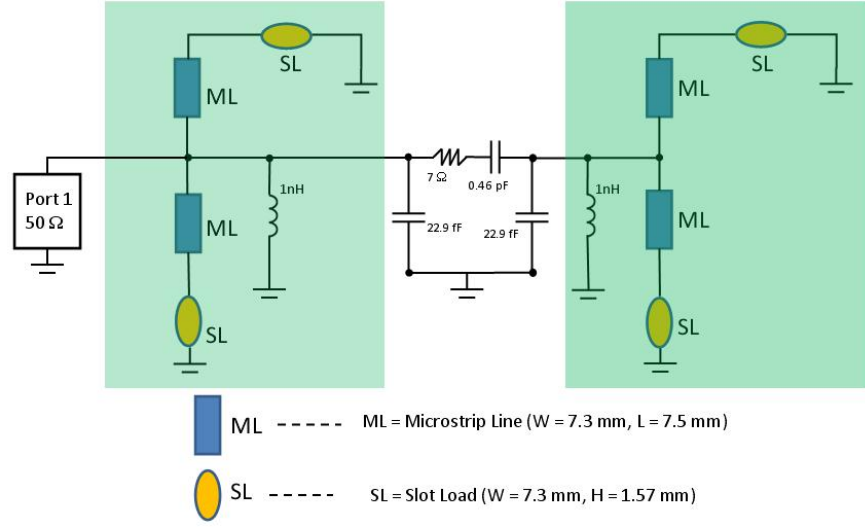 SL
SL
ML
ML
Port 1
50 Ω
1nH
7 Ω
0.46 pF
1nH
ML
22.9 fF
22.9 fF
ML
SL
SL
ML ML = Microstrip Line (W = 7.3 mm, L = 7.5 mm)
SL SL = Slot Load (W = 7.3 mm, H = 1.57 mm)